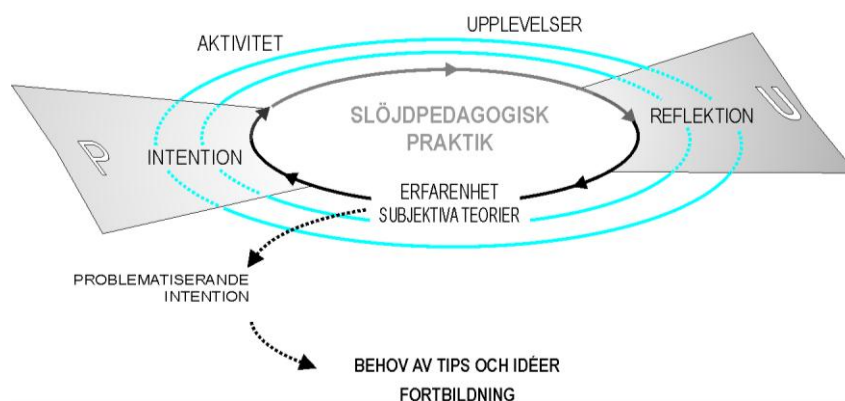 UPPLEVELSER
AKTIVITET
SLÖJDPEDAGOGISK
PRAKTIK
REFLEKTION
U
P
INTENTION
ERFARENHET
SUBJEKTIVA TEORIER
PROBLEMATISERANDE
INTENTION
BEHOV AV TIPS OCH IDÉER
FORTBILDNING